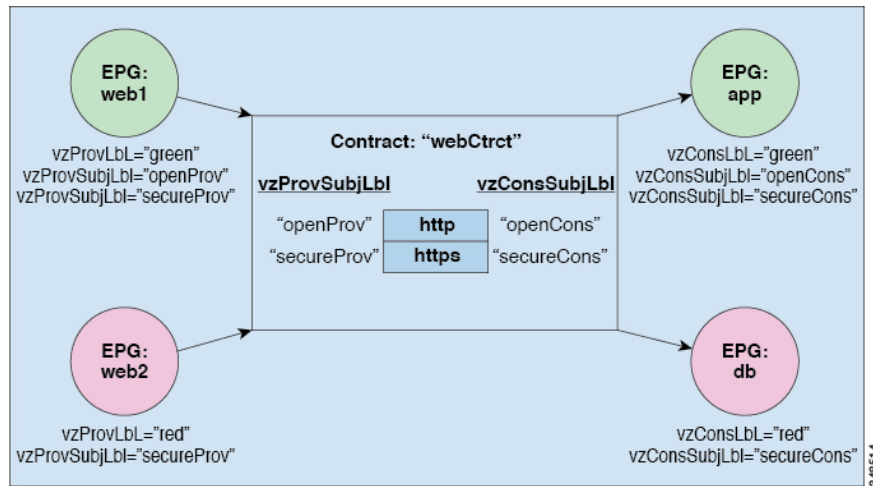 EPG:
web1
vzProvLbL="green"
vzProvSubjLbl="openProv"
vzProvSubjLbl="secureProv"
EPG:
app
vzConsLbL="green"
vzConsSubjLbl="openCons"
vzConsSubjLbl="secureCons"
Contract: "webCtrct"
vzProvSubjLbl vzConsSubjLbl
"openProv" http "openCons"
"secureProv" https "secureCons"
EPG:
web2
vzProvLbL="red"
vzProvSubjLbl="secureProv"
EPG:
db
vzConsLbL="red"
vzConsSubjLbl="secureCons"